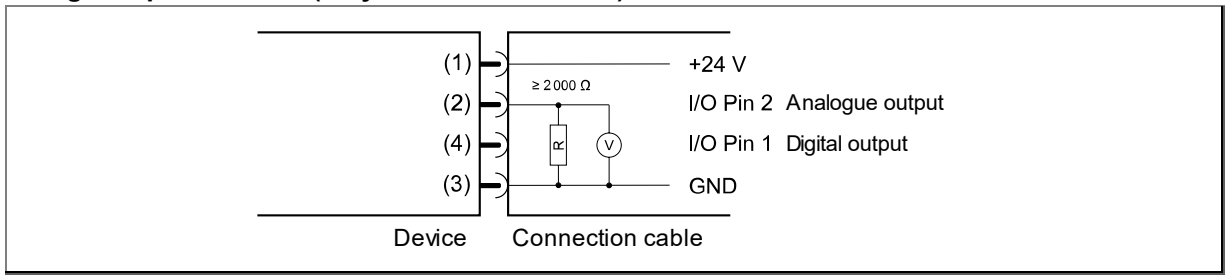 (1) +24 V
≥ 2 000 Ω
(2) I/O Pin 2 Analogue output
(4) R V I/O Pin 1 Digital output
(3) GND
Device Connection cable